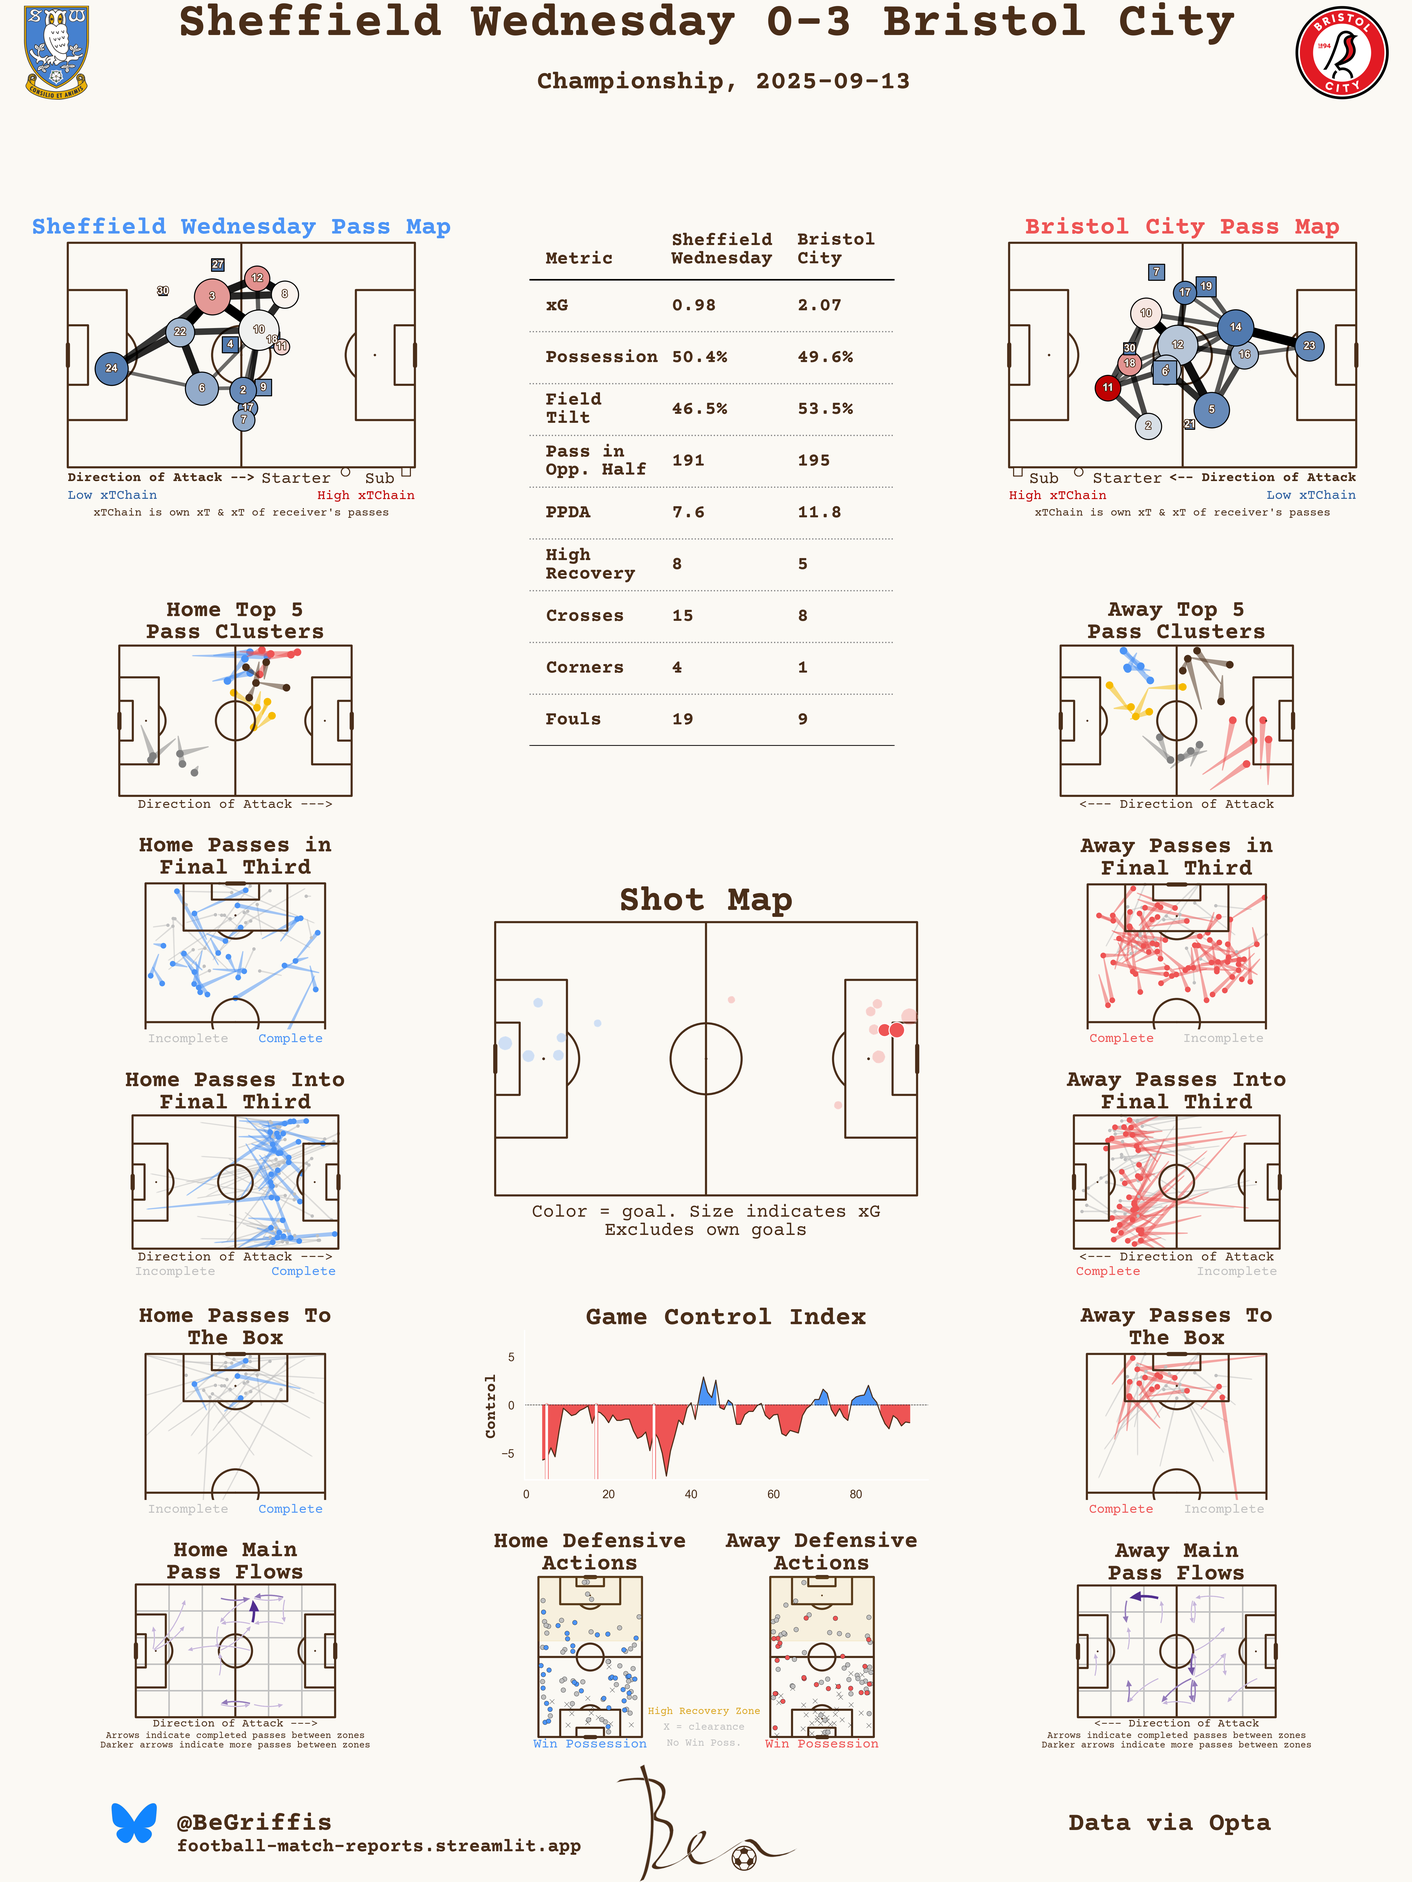 Sheffield Wednesday 0-3 Bristol City
Championship, 2025-09-13
SW
CONSILIO ET ANIMIS
BRISTOL
1894
CITY
Sheffield Wednesday Pass Map
27
12
30
3
8
10
22
18
4
11
24
6
2
9
17
7
Direction of Attack --> Starter Sub
Low xTChain High xTChain
xTChain is own xT & xT of receiver's passes
Metric Sheffield Wednesday Bristol City
xG 0.98 2.07
Possession 50.4% 49.6%
Field Tilt 46.5% 53.5%
Pass in Opp. Half 191 195
PPDA 7.6 11.8
High Recovery 8 5
Crosses 15 8
Corners 4 1
Fouls 19 9
Bristol City Pass Map
7
17
19
10
14
12
23
30
16
18
6
11
5
2
21
Sub Starter <-- Direction of Attack
High xTChain Low xTChain
xTChain is own xT & xT of receiver's passes
Home Top 5
Pass Clusters
Direction of Attack --->
Away Top 5
Pass Clusters
<--- Direction of Attack
Home Passes in
Final Third
Incomplete Complete
Away Passes in
Final Third
Complete Incomplete
Shot Map
Color = goal. Size indicates xG
Excludes own goals
Home Passes Into
Final Third
Direction of Attack --->
Incomplete Complete
Away Passes Into
Final Third
<--- Direction of Attack
Complete Incomplete
Home Passes To
The Box
Incomplete Complete
Game Control Index
Control
5
0
−5
0 20 40 60 80
Away Passes To
The Box
Complete Incomplete
Home Main
Pass Flows
Direction of Attack --->
Arrows indicate completed passes between zones
Darker arrows indicate more passes between zones
Home Defensive
Actions
Win Possession
High Recovery Zone
X = clearance
No Win Poss.
Away Defensive
Actions
Win Possession
Away Main
Pass Flows
<--- Direction of Attack
Arrows indicate completed passes between zones
Darker arrows indicate more passes between zones
@BeGriffis
football-match-reports.streamlit.app
Ben
Data via Opta